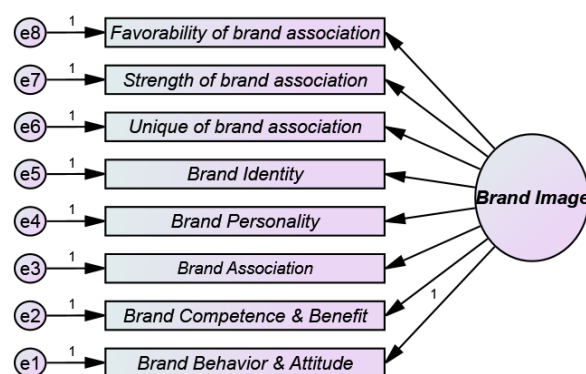 e8 1 Favorability of brand association
e7 1 Strength of brand association
e6 1 Unique of brand association
e5 1 Brand Identity
Brand Image
e4 1 Brand Personality
e3 1 Brand Association
e2 1 Brand Competence & Benefit
1
e1 1 Brand Behavior & Attitude